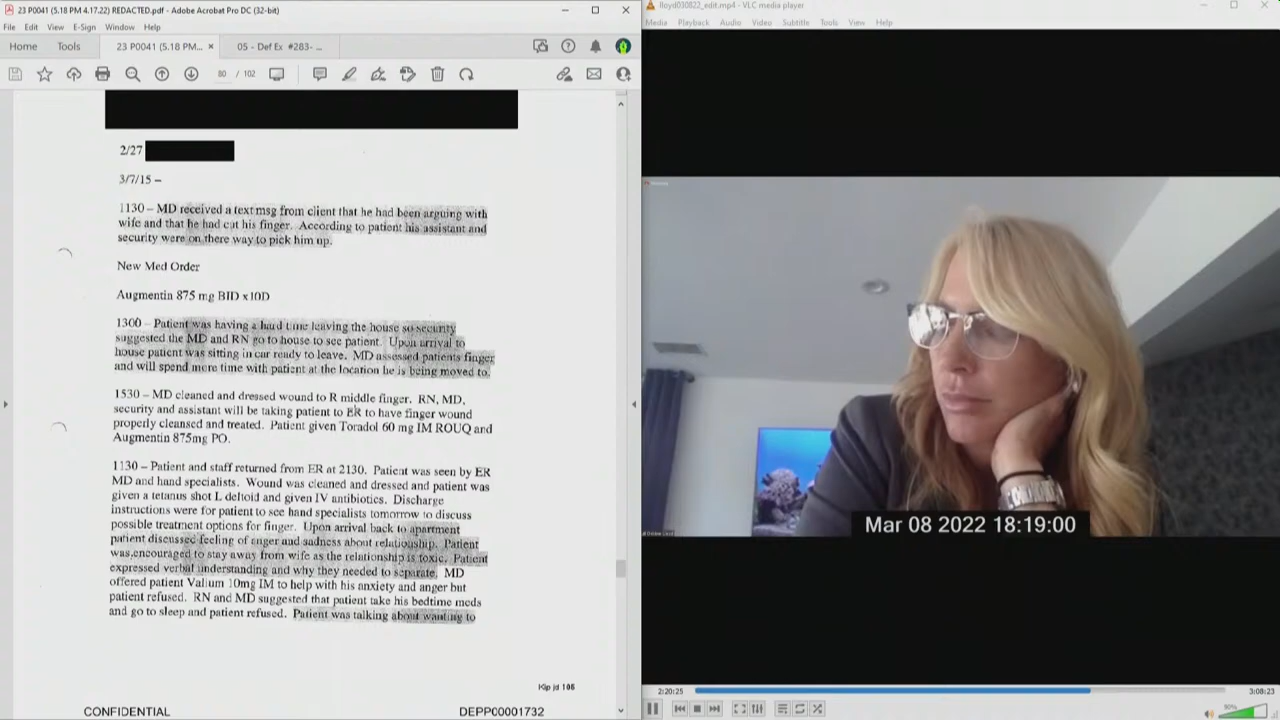 23 P0041 (5.18 PM 4.17.22) REDACTED.pdf - Adobe Acrobat Pro DC (32-bit)
File Edit View E-Sign Window Help
Home Tools 23 P0041 (5.18 PM... × 05 - Def Ex #283- ...
80 / 102
2/27
3/7/15 –
1130 – MD received a text msg from client that he had been arguing with
wife and that he had cut his finger. According to patient his assistant and
security were on there way to pick him up.
New Med Order
Augmentin 875 mg BID x10D
1300 – Patient was having a hard time leaving the house so security
suggested the MD and RN go to house to see patient. Upon arrival to
house patient was sitting in car ready to leave. MD assessed patients finger
and will spend more time with patient at the location he is being moved to.
1530 – MD cleaned and dressed wound to R middle finger. RN, MD,
security and assistant will be taking patient to ER to have finger wound
properly cleansed and treated. Patient given Toradol 60 mg IM ROUQ and
Augmentin 875mg PO.
1130 – Patient and staff returned from ER at 2130. Patient was seen by ER
MD and hand specialists. Wound was cleaned and dressed and patient was
given a tetanus shot L deltoid and given IV antibiotics. Discharge
instructions were for patient to see hand specialists tomorrow to discuss
possible treatment options for finger. Upon arrival back to apartment
patient discussed feeling of anger and sadness about relationship. Patient
was encouraged to stay away from wife as the relationship is toxic. Patient
expressed verbal understanding and why they needed to separate. MD
offered patient Valium 10mg IM to help with his anxiety and anger but
patient refused. RN and MD suggested that patient take his bedtime meds
and go to sleep and patient refused. Patient was talking about wanting to
Kip jd 106
CONFIDENTIAL DEPP00001732
lloyd030822_edit.mp4 - VLC media player
Media Playback Audio Video Subtitle Tools View Help
Mar 08 2022 18:19:00
2:20:25 3:08:23
90%